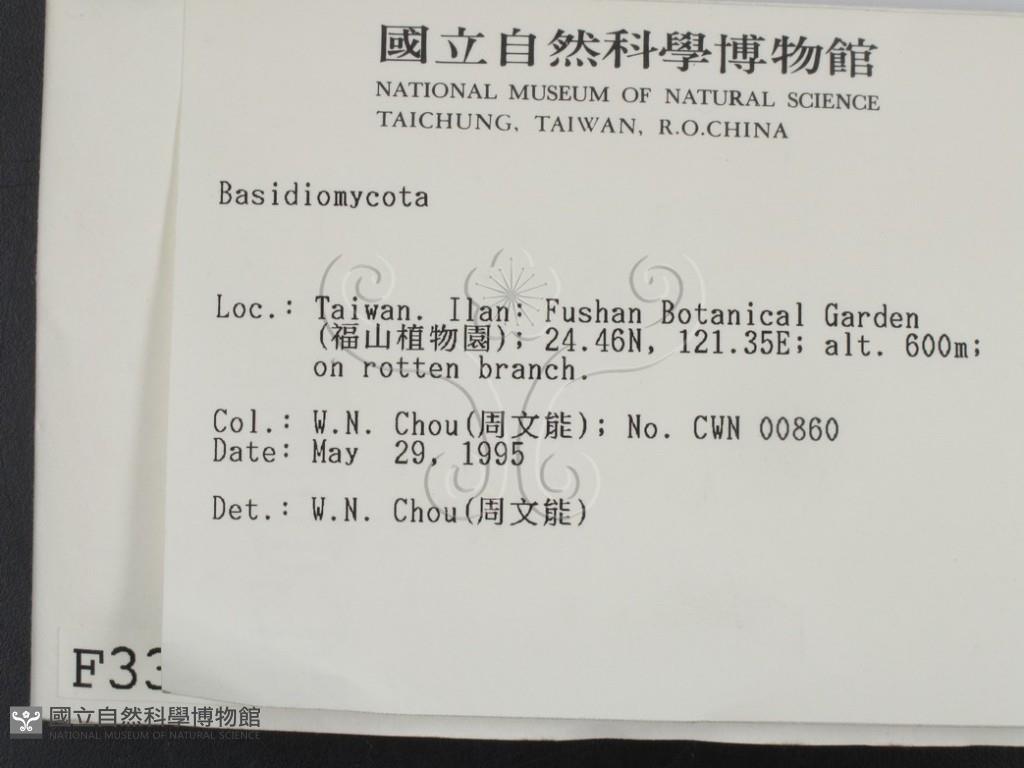 國立自然科學博物館
NATIONAL MUSEUM OF NATURAL SCIENCE
TAICHUNG, TAIWAN, R.O.CHINA
Basidiomycota
Loc.: Taiwan. Ilan: Fushan Botanical Garden
(福山植物園); 24.46N, 121.35E; alt. 600m;
on rotten branch.
Col.: W.N. Chou(周文能); No. CWN 00860
Date: May 29, 1995
Det.: W.N. Chou(周文能)
F33
國立自然科學博物館
NATIONAL MUSEUM OF NATURAL SCIENCE